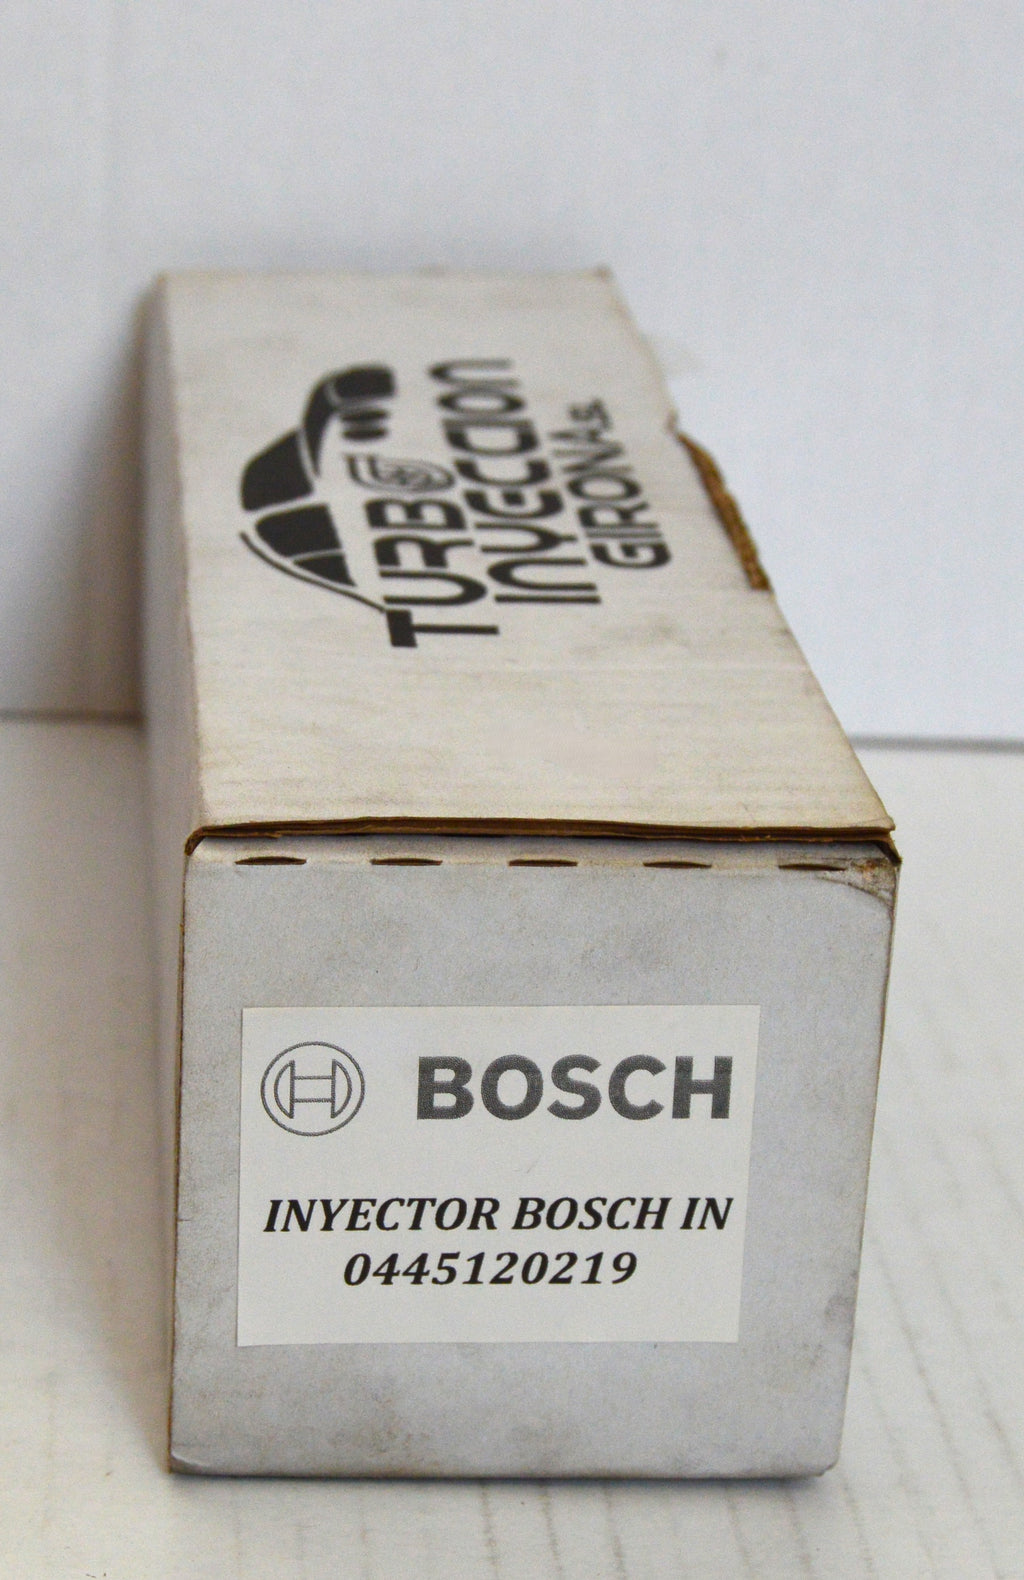 TURBO
INYECCION
GIRONA s.l.
BOSCH
INYECTOR BOSCH IN
0445120219